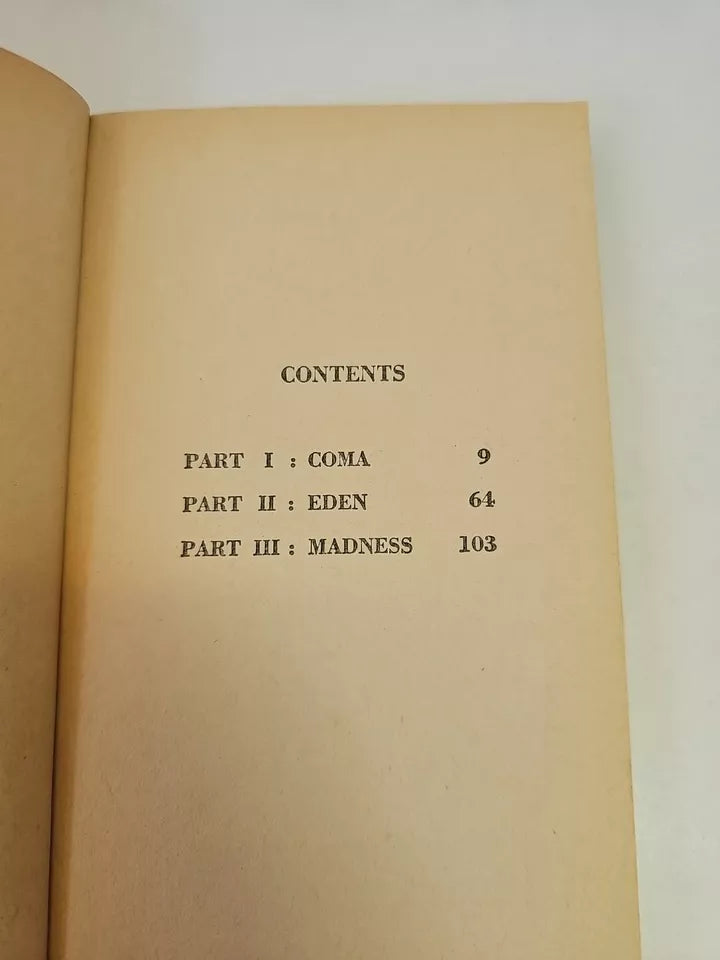 CONTENTS
PART I : COMA 9
PART II : EDEN 64
PART III : MADNESS 103